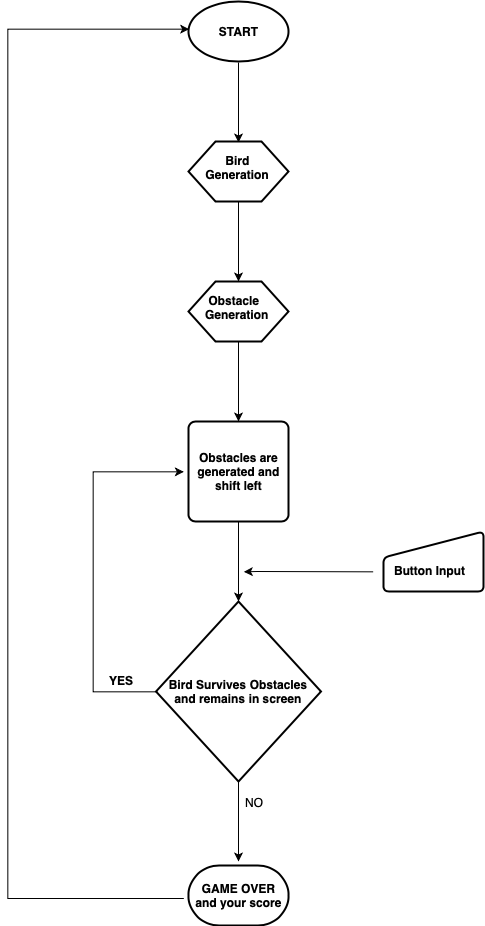 START
Bird
Generation
Obstacle
Generation
Obstacles are
generated and
shift left
Button Input
Bird Survives Obstacles
and remains in screen
YES
NO
GAME OVER
and your score